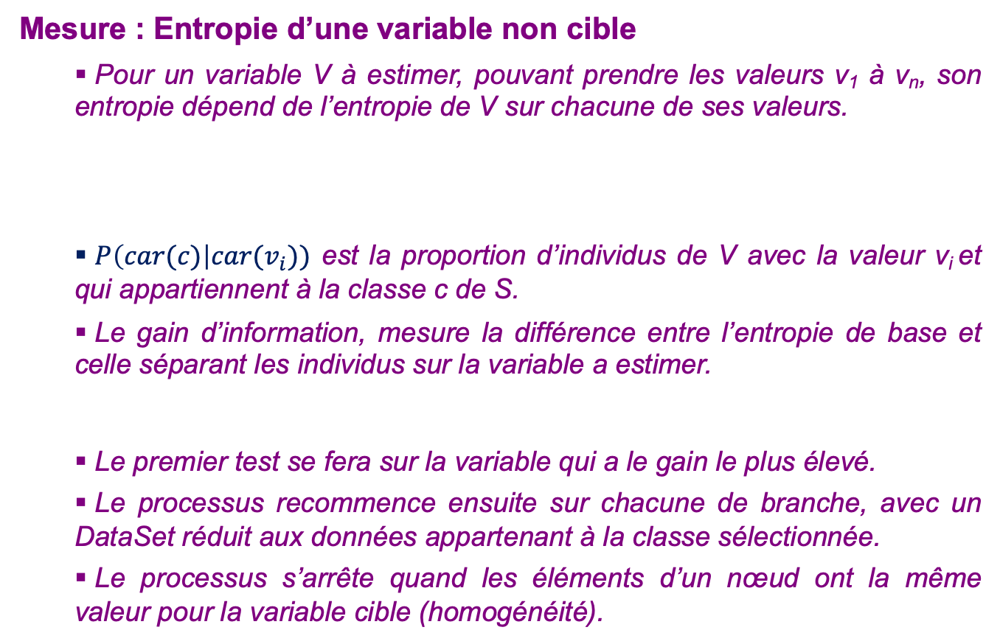 Mesure : Entropie d’une variable non cible
▪ Pour un variable V à estimer, pouvant prendre les valeurs v₁ à vₙ, son
entropie dépend de l’entropie de V sur chacune de ses valeurs.
▪ P(car(c)|car(vᵢ)) est la proportion d’individus de V avec la valeur vᵢ et
qui appartiennent à la classe c de S.
▪ Le gain d’information, mesure la différence entre l’entropie de base et
celle séparant les individus sur la variable a estimer.
▪ Le premier test se fera sur la variable qui a le gain le plus élevé.
▪ Le processus recommence ensuite sur chacune de branche, avec un
DataSet réduit aux données appartenant à la classe sélectionnée.
▪ Le processus s’arrête quand les éléments d’un nœud ont la même
valeur pour la variable cible (homogénéité).